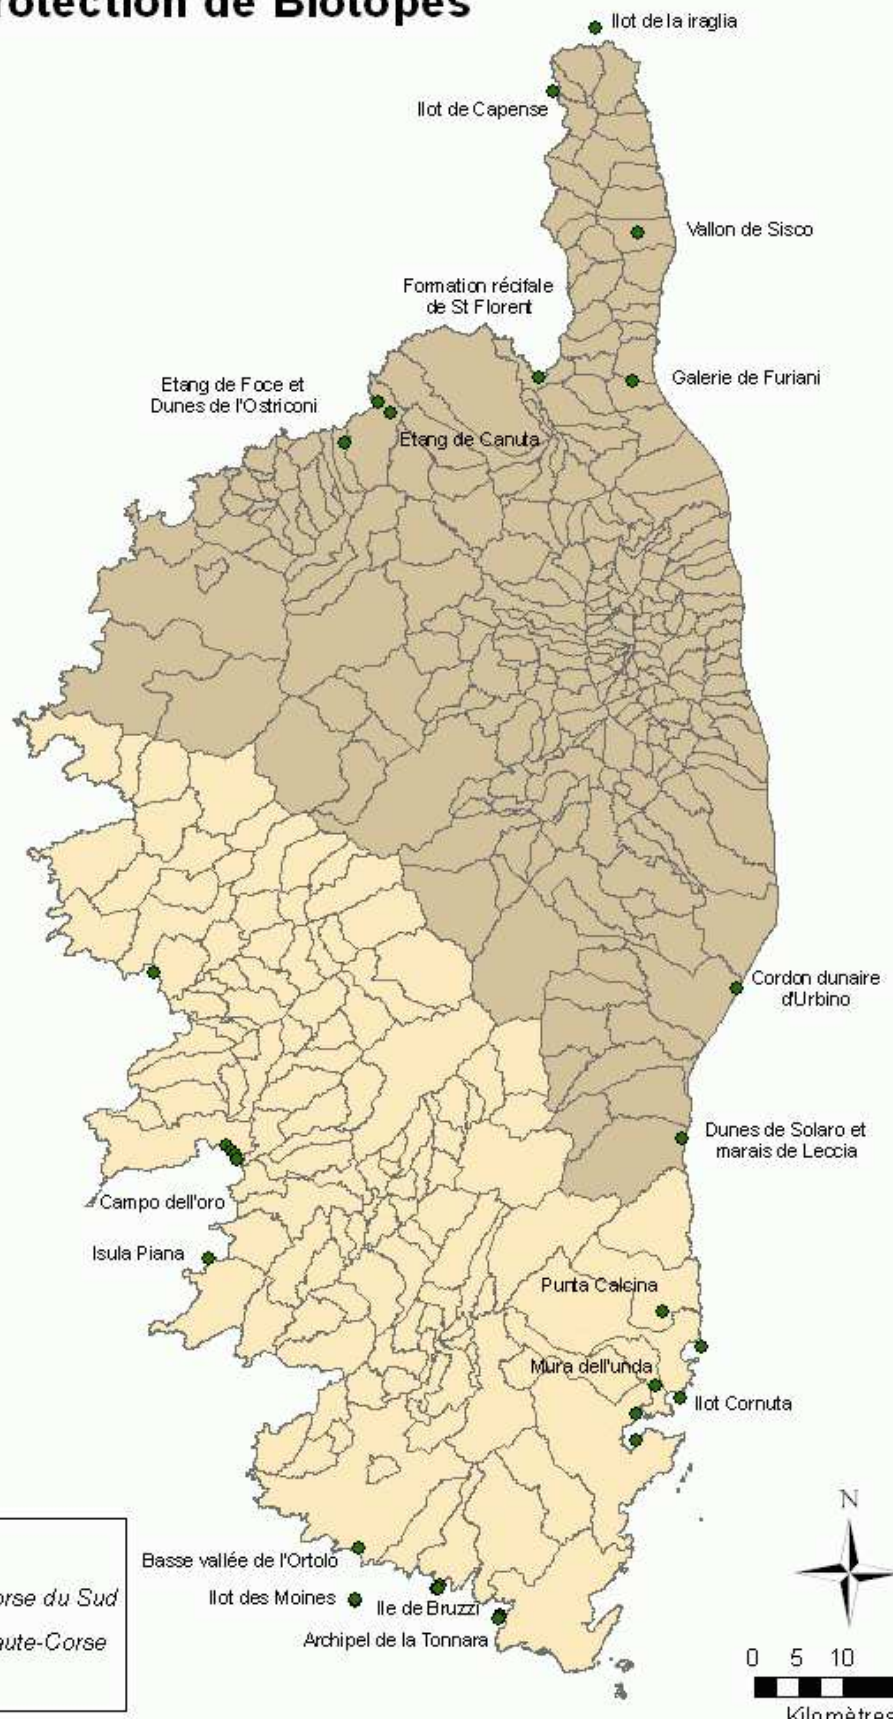 rotection de Biotopes
Ilot de la iraglia
Ilot de Capense
Vallon de Sisco
Formation récifale
de St Florent
Etang de Foce et
Dunes de l'Ostriconi
Galerie de Furiani
Etang de Canuta
Cordon dunaire
d'Urbino
Dunes de Solaro et
marais de Leccia
Campo dell'oro
Isula Piana
Punta Calcina
Mura dell'unda
Ilot Cornuta
N
Basse vallée de l'Ortolo
orse du Sud
Ilot des Moines
Ile de Bruzzi
Archipel de la Tonnara
aute-Corse
0 5 10
Kilomètres